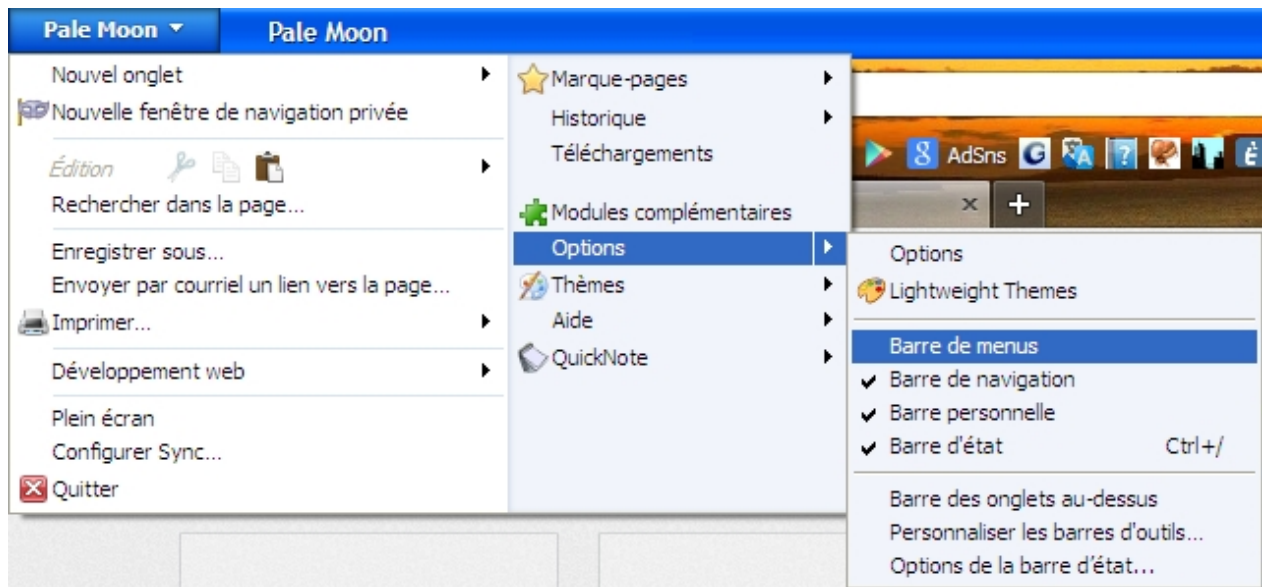 Pale Moon
Pale Moon
Nouvel onglet
Nouvelle fenêtre de navigation privée
Édition
Rechercher dans la page...
Enregistrer sous...
Envoyer par courriel un lien vers la page...
Imprimer...
Développement web
Plein écran
Configurer Sync...
Quitter
Marque-pages
Historique
Téléchargements
Modules complémentaires
Options
Thèmes
Aide
QuickNote
8 AdSns G
Options
Lightweight Themes
Barre de menus
Barre de navigation
Barre personnelle
Barre d'état Ctrl+/
Barre des onglets au-dessus
Personnaliser les barres d'outils...
Options de la barre d’état...